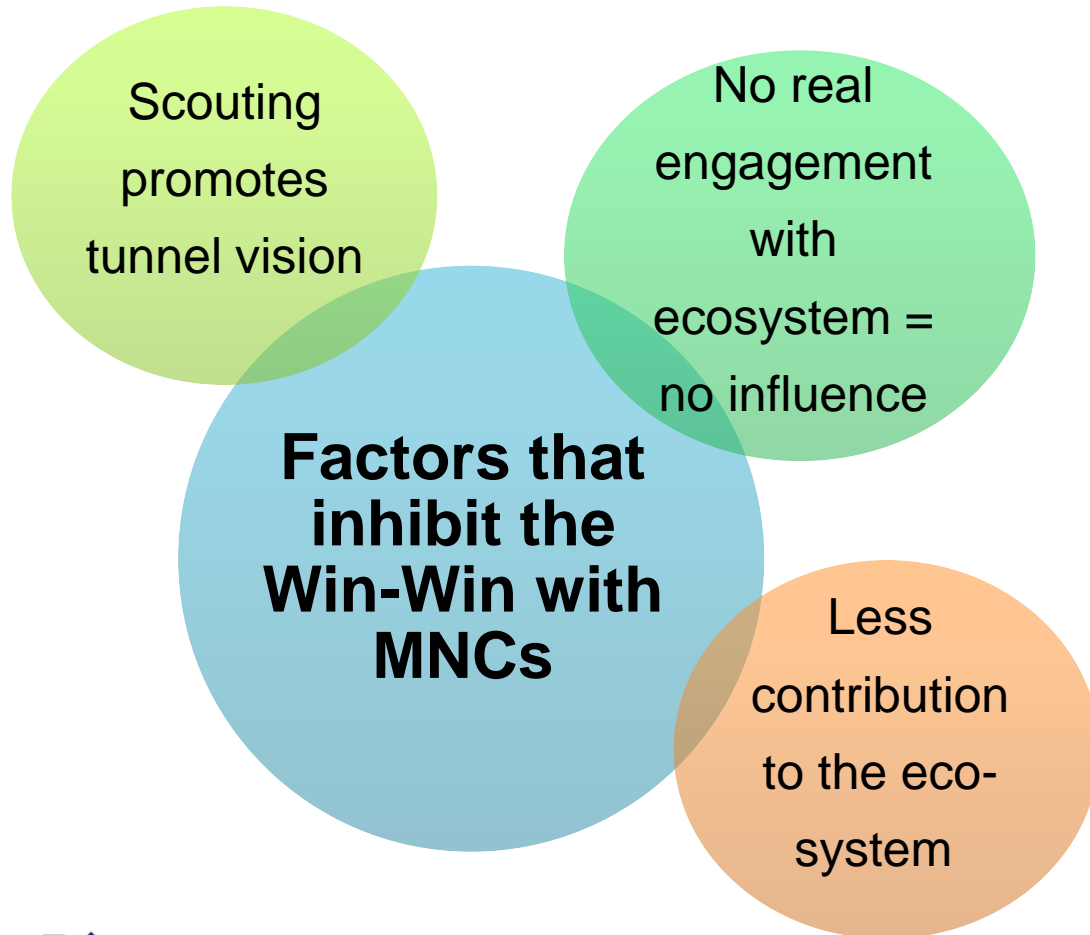 Scouting
promotes
tunnel vision
No real
engagement
with
ecosystem =
no influence
Factors that
inhibit the
Win-Win with
MNCs
Less
contribution
to the eco-
system